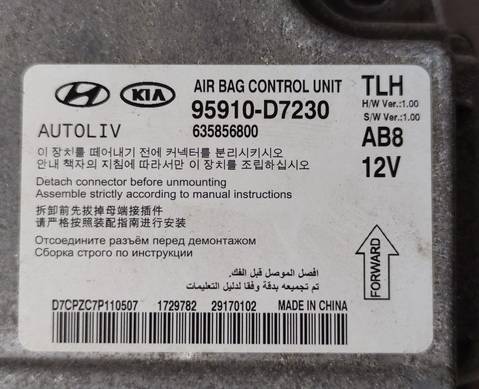 KIA
AIR BAG CONTROL UNIT
TLH
95910-D7230
H/W Ver.:1.00
S/W Ver.:1.00
AUTOLIV
635856800
AB8
12V
이 장치를 떼어내기 전에 커넥터를 분리시키시오
안내 책자의 지침에 따라서만 이 장치를 조립하십시오
Detach connector before unmounting
Assemble strictly according to manual instructions
拆卸前先拔掉母端接插件
请严格按照装配指南进行安装
Отсоедините разъём перед демонтажом
Сборка строго по инструкции
FORWARD
افصل الموصل قبل الفك.
تم تجميعه بدقة وفقا لدليل التعليمات
D7CPZC7P110507 1729782 29170102 MADE IN CHINA